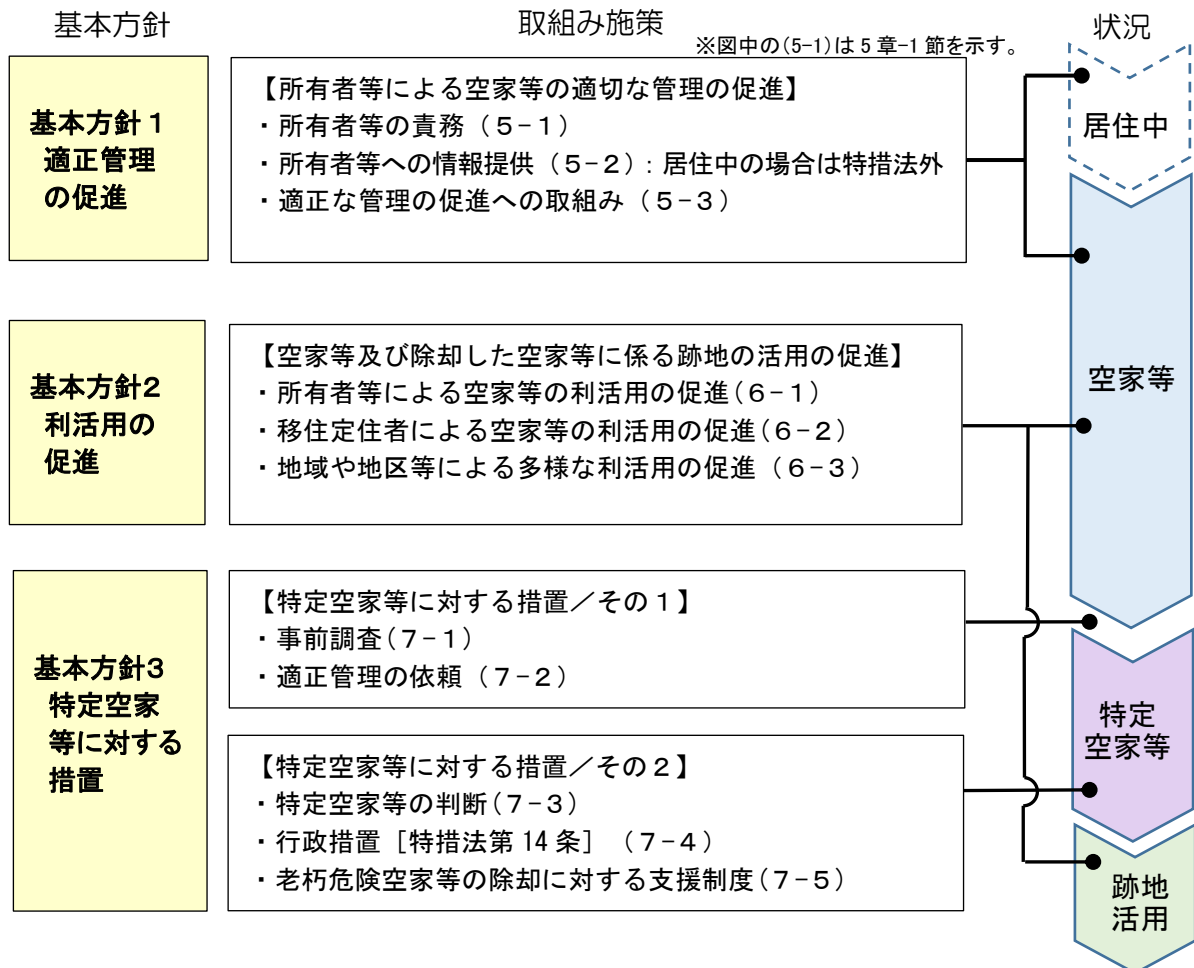 基本方針
取組み施策
状況
※図中の(5-1)は5章-1節を示す。
基本方針1
適正管理
の促進
【所有者等による空家等の適切な管理の促進】
・所有者等の責務（5-1）
・所有者等への情報提供（5-2）: 居住中の場合は特措法外
・適正な管理の促進への取組み（5-3）
居住中
基本方針2
利活用の
促進
【空家等及び除却した空家等に係る跡地の活用の促進】
・所有者等による空家等の利活用の促進(6-1)
・移住定住者による空家等の利活用の促進(6-2)
・地域や地区等による多様な利活用の促進（6-3）
空家等
基本方針3
特定空家
等に対する
措置
【特定空家等に対する措置／その1】
・事前調査(7-1)
・適正管理の依頼（7-2）
【特定空家等に対する措置／その2】
・特定空家等の判断(7-3)
・行政措置［特措法第14条］（7-4）
・老朽危険空家等の除却に対する支援制度(7-5)
特定
空家等
跡地
活用